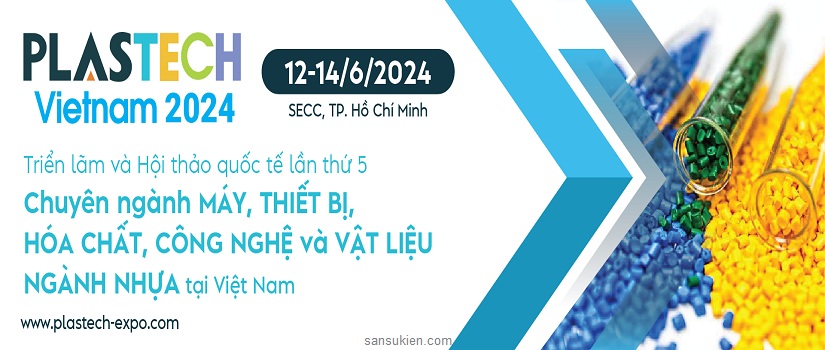 PLASTECH
Vietnam 2024
12-14/6/2024
SECC, TP. Hồ Chí Minh
Triển lãm và Hội thảo quốc tế lần thứ 5
Chuyên ngành MÁY, THIẾT BỊ,
HÓA CHẤT, CÔNG NGHỆ và VẬT LIỆU
NGÀNH NHỰA tại Việt Nam
www.plastech-expo.com
sansukien.com